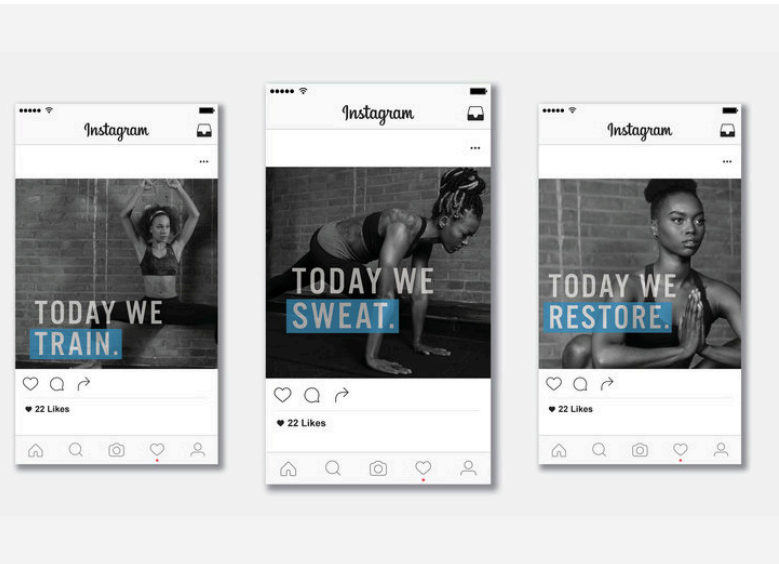 Instagram
TODAY WE
TRAIN.
22 Likes
Instagram
TODAY WE
SWEAT.
22 Likes
Instagram
TODAY WE
RESTORE.
22 Likes